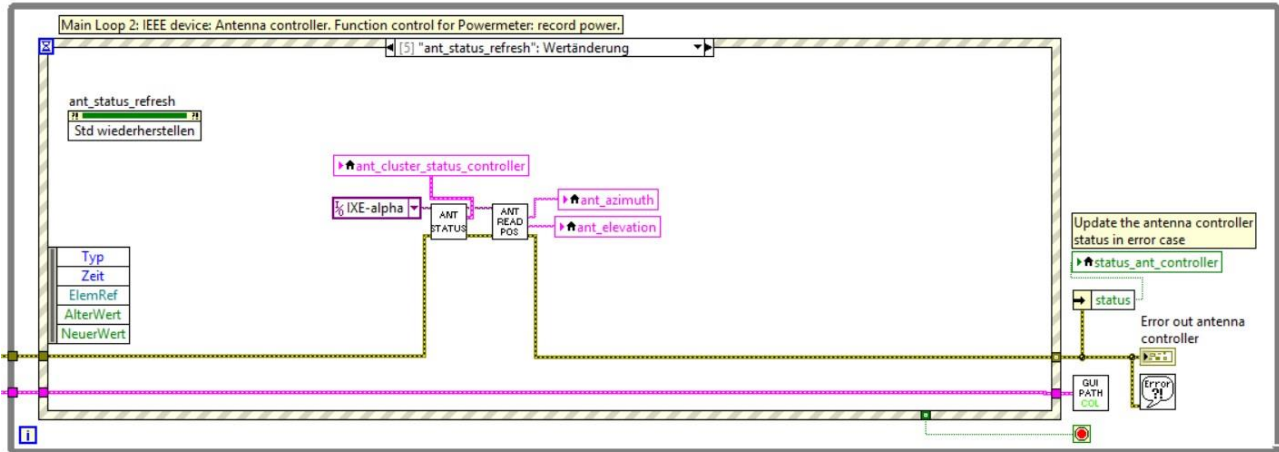 Main Loop 2: IEEE device: Antenna controller. Function control for Powermeter: record power.
[5] "ant_status_refresh": Wertänderung
ant_status_refresh
?! ?!
Std wiederherstellen
ant_cluster_status_controller
IXE-alpha
ANT
STATUS
ANT
READ
POS
ant_azimuth
ant_elevation
Typ
Zeit
ElemRef
AlterWert
NeuerWert
Update the antenna controller
status in error case
status_ant_controller
status
Error out antenna
controller
GUI
PATH
COL
Error
?!
i